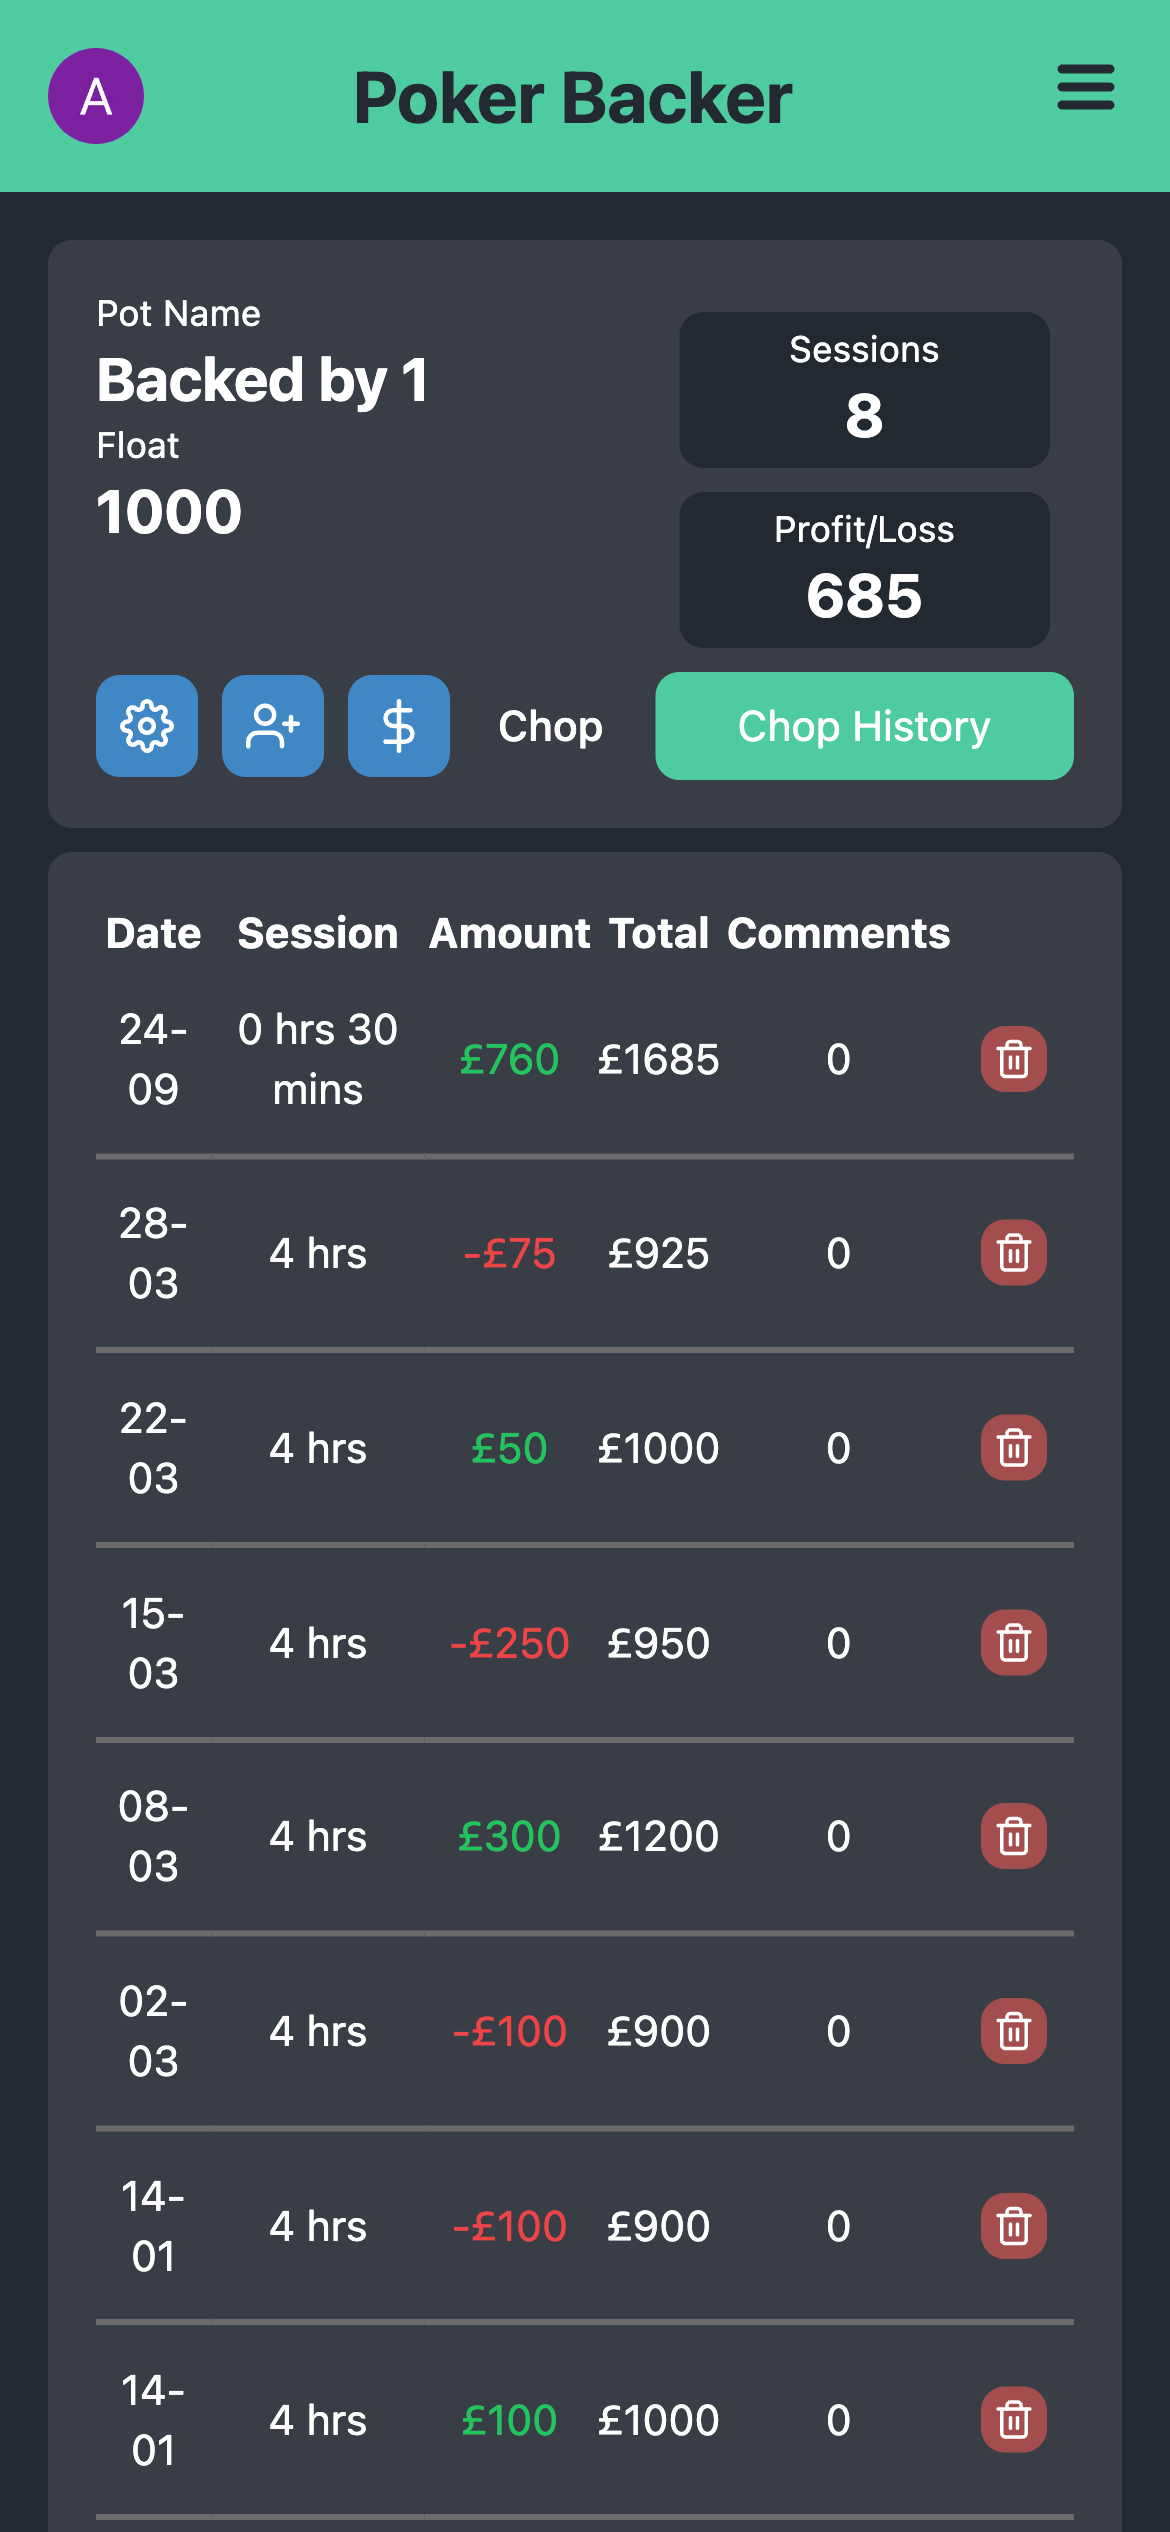 A
Poker Backer
Pot Name
Backed by 1
Float
1000
Sessions
8
Profit/Loss
685
Chop
Chop History
Date Session Amount Total Comments
24-
09
0 hrs 30
mins
£760 £1685 0
28-
03
4 hrs -£75 £925 0
22-
03
4 hrs £50 £1000 0
15-
03
4 hrs -£250 £950 0
08-
03
4 hrs £300 £1200 0
02-
03
4 hrs -£100 £900 0
14-
01
4 hrs -£100 £900 0
14-
01
4 hrs £100 £1000 0